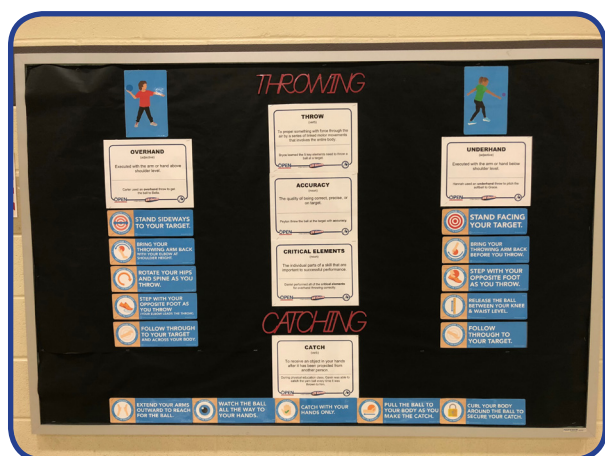 THROWING
OVERHAND
(adjective)
Executed with the arm or hand above
shoulder level.
STAND SIDEWAYS
TO YOUR TARGET.
BRING YOUR
THROWING ARM BACK
WITH YOUR ELBOW AT
SHOULDER HEIGHT.
ROTATE YOUR HIPS
AND SPINE AS YOU
THROW.
STEP WITH YOUR
OPPOSITE FOOT AS
YOU THROW
FOLLOW THROUGH
TO YOUR TARGET
AND ACROSS YOUR BODY.
THROW
(verb)
To propel something with force through the
air by a series of linked motor movements
that involves the entire body.
OPEN
ACCURACY
(noun)
The quality of being correct, precise, or
on target.
OPEN
CRITICAL ELEMENTS
(noun)
The individual parts of a skill that are
important to successful performance.
OPEN
UNDERHAND
(adjective)
Executed with the arm or hand below
shoulder level.
OPEN
STAND FACING
YOUR TARGET.
BRING YOUR
THROWING ARM BACK
BEFORE YOU THROW.
STEP WITH YOUR
OPPOSITE FOOT
AS YOU THROW.
RELEASE THE BALL
BETWEEN YOUR KNEE
& WAIST LEVEL.
FOLLOW
THROUGH TO
YOUR TARGET.
CATCHING
CATCH
(verb)
To receive an object in your hands
after it has been projected from
another person
OPEN
EXTEND YOUR ARMS
OUTWARD TO REACH
FOR THE BALL.
WATCH THE BALL
ALL THE WAY TO
YOUR HANDS.
CATCH WITH YOUR
HANDS ONLY.
PULL THE BALL TO
YOUR BODY AS YOU
MAKE THE CATCH.
CURL YOUR BODY
AROUND THE BALL TO
SECURE YOUR CATCH.